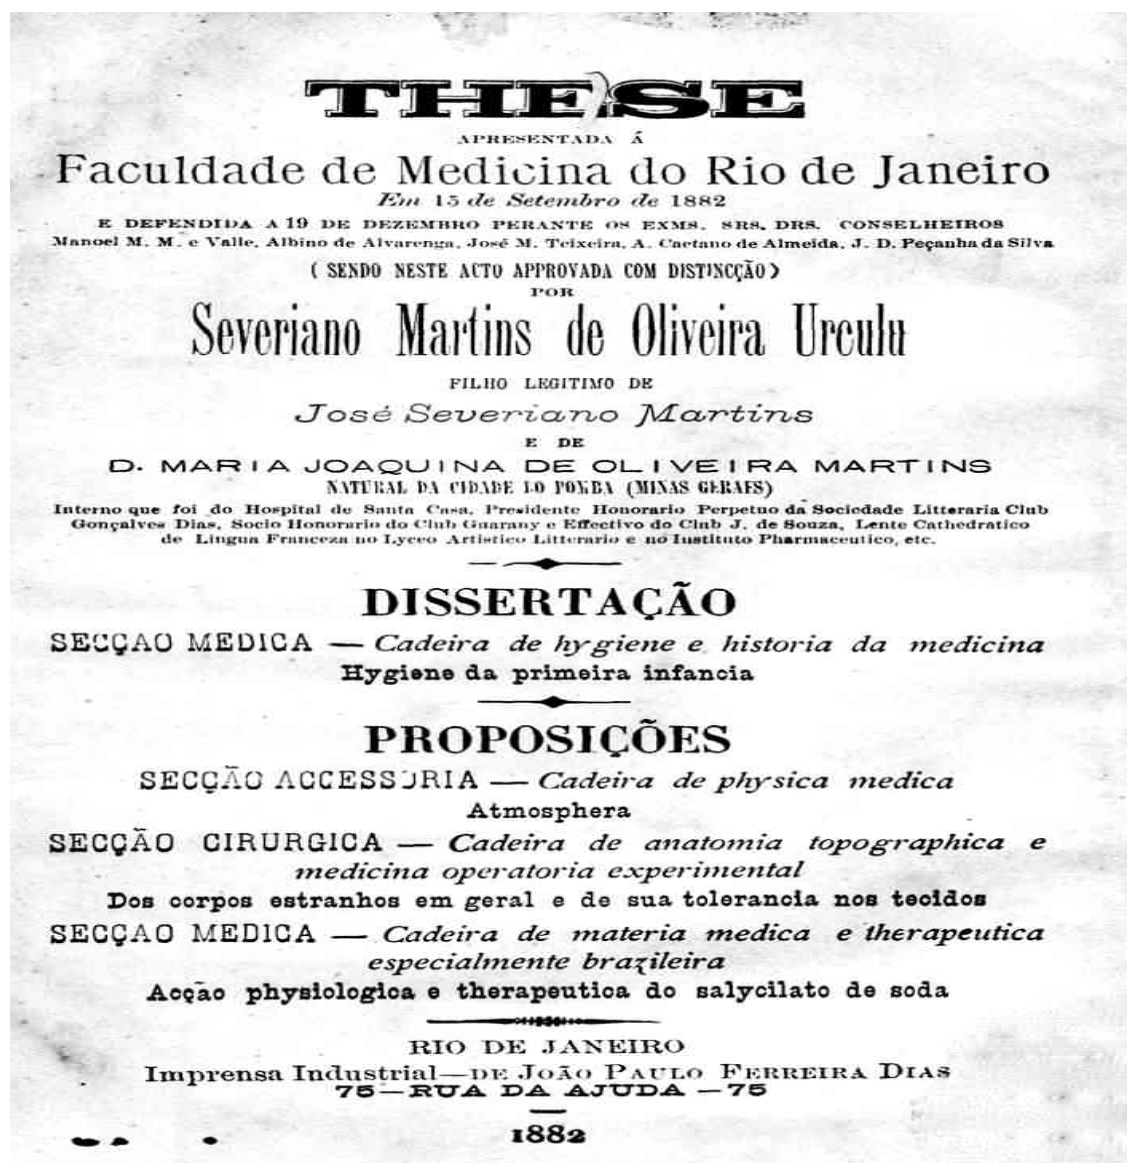 THESE
APRESENTADA Á
Faculdade de Medicina do Rio de Janeiro
Em 15 de Setembro de 1882
E DEFENDIDA A 19 DE DEZEMBRO PERANTE OS EXMS. SRS. DRS. CONSELHEIROS
Manoel M. M. e Valle, Albino de Alvarenga, José M. Teixeira, A. Caetano de Almeida, J. D. Peçanha da Silva
( SENDO NESTE ACTO APPROVADA COM DISTINCÇÃO )
POR
Severiano Martins de Oliveira Urculu
FILHO LEGITIMO DE
José Severiano Martins
E DE
D. MARIA JOAQUINA DE OLIVEIRA MARTINS
NATURAL DA CIDADE DO POMBA (MINAS GERAES)
Interno que foi do Hospital de Santa Casa, Presidente Honorario Perpetuo da Sociedade Litteraria Club
Gonçalves Dias, Socio Honorario do Club Guarany e Effectivo do Club J. de Souza, Lente Cathedratico
de Lingua Franceza no Lyceo Artistico Litterario e no Instituto Pharmaceutico, etc.
DISSERTAÇÃO
SECÇAO MEDICA — Cadeira de hygiene e historia da medicina
Hygiene da primeira infancia
PROPOSIÇÕES
SECÇÃO ACCESSORIA — Cadeira de physica medica
Atmosphera
SECÇÃO CIRURGICA — Cadeira de anatomia topographica e
medicina operatoria experimental
Dos corpos estranhos em geral e de sua tolerancia nos tecidos
SECÇAO MEDICA — Cadeira de materia medica e therapeutica
especialmente brazileira
Acção physiologica e therapeutica do salycilato de soda
RIO DE JANEIRO
Imprensa Industrial—DE JOÃO PAULO FERREIRA DIAS
75—RUA DA AJUDA —75
1882